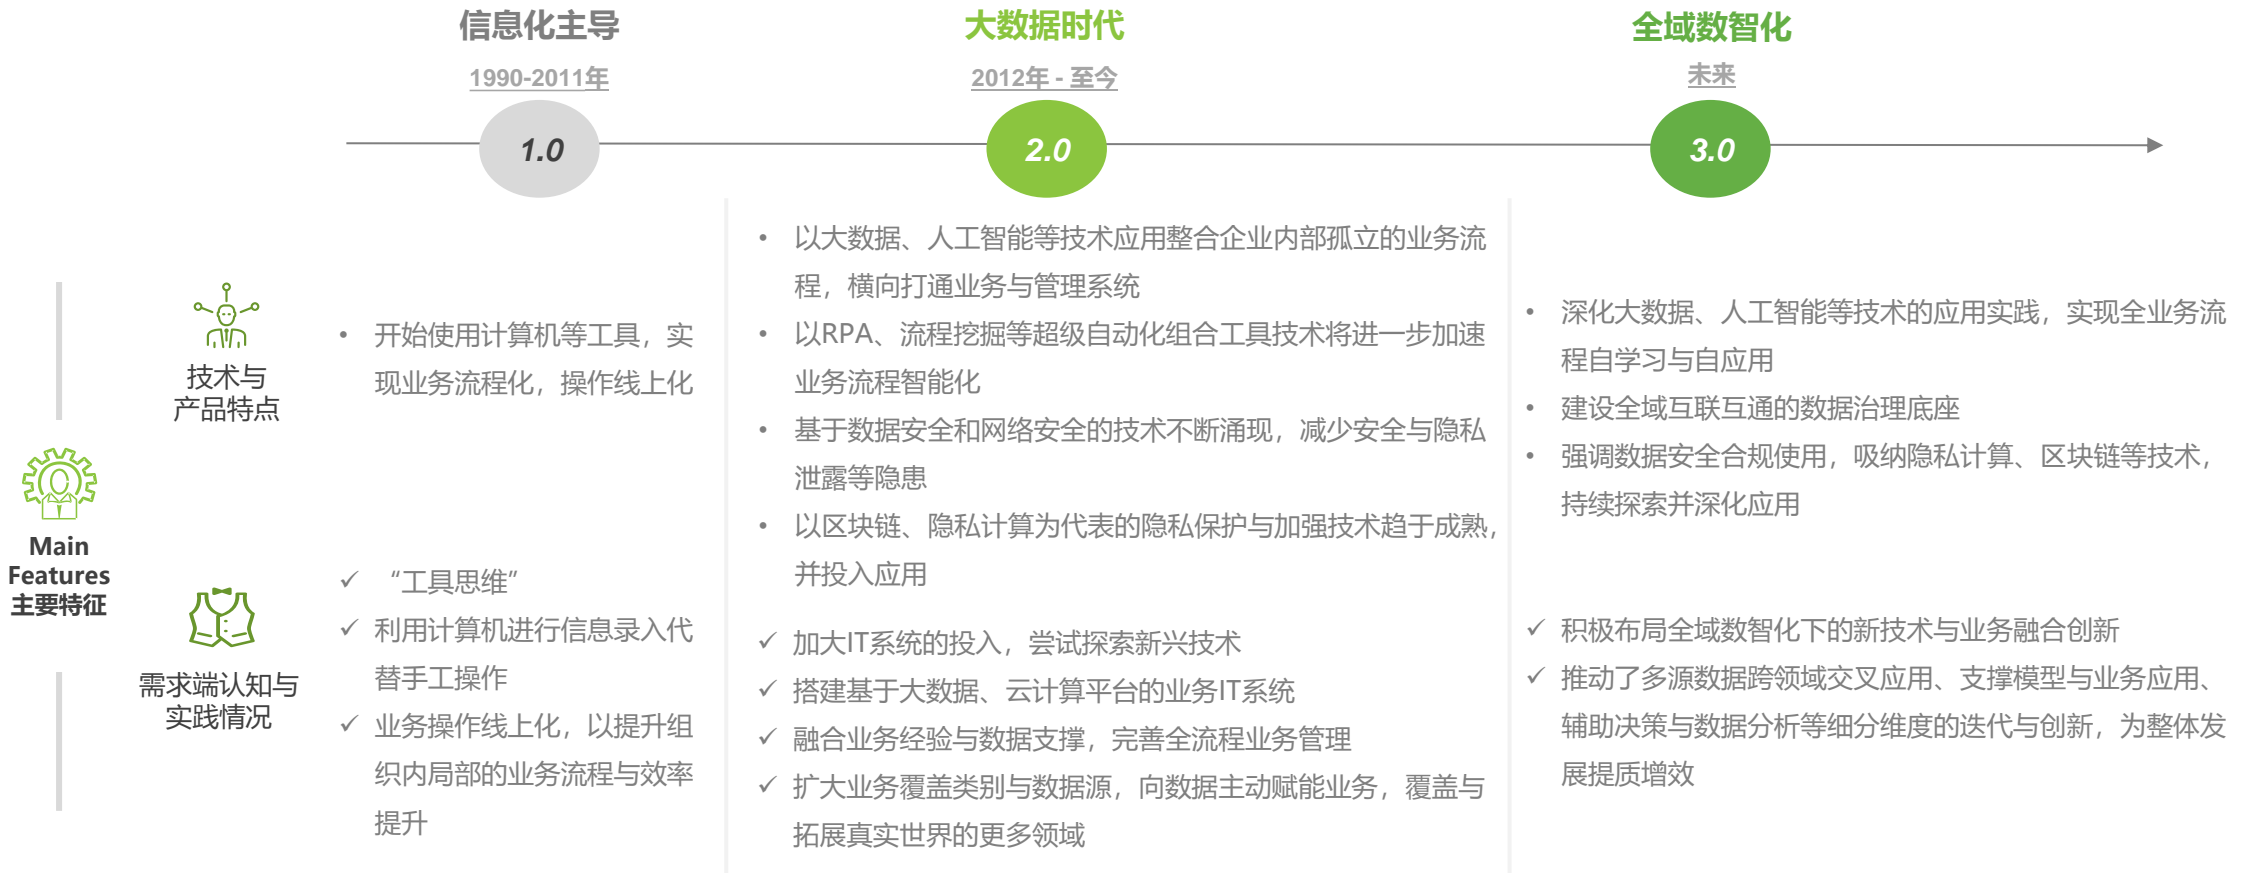 信息化主导
1990-2011年
1.0
大数据时代
2012年 - 至今
2.0
全域数智化
未来
3.0
Main
Features
主要特征
技术与
产品特点
• 开始使用计算机等工具，实
现业务流程化，操作线上化
• 以大数据、人工智能等技术应用整合企业内部孤立的业务流
程，横向打通业务与管理系统
• 以RPA、流程挖掘等超级自动化组合工具技术将进一步加速
业务流程智能化
• 基于数据安全和网络安全的技术不断涌现，减少安全与隐私
泄露等隐患
• 以区块链、隐私计算为代表的隐私保护与加强技术趋于成熟，
并投入应用
• 深化大数据、人工智能等技术的应用实践，实现全业务流
程自学习与自应用
• 建设全域互联互通的数据治理底座
• 强调数据安全合规使用，吸纳隐私计算、区块链等技术，
持续探索并深化应用
需求端认知与
实践情况
✓ “工具思维”
✓ 利用计算机进行信息录入代
替手工操作
✓ 业务操作线上化，以提升组
织内局部的业务流程与效率
提升
✓ 加大IT系统的投入，尝试探索新兴技术
✓ 搭建基于大数据、云计算平台的业务IT系统
✓ 融合业务经验与数据支撑，完善全流程业务管理
✓ 扩大业务覆盖类别与数据源，向数据主动赋能业务，覆盖与
拓展真实世界的更多领域
✓ 积极布局全域数智化下的新技术与业务融合创新
✓ 推动了多源数据跨领域交叉应用、支撑模型与业务应用、
辅助决策与数据分析等细分维度的迭代与创新，为整体发
展提质增效